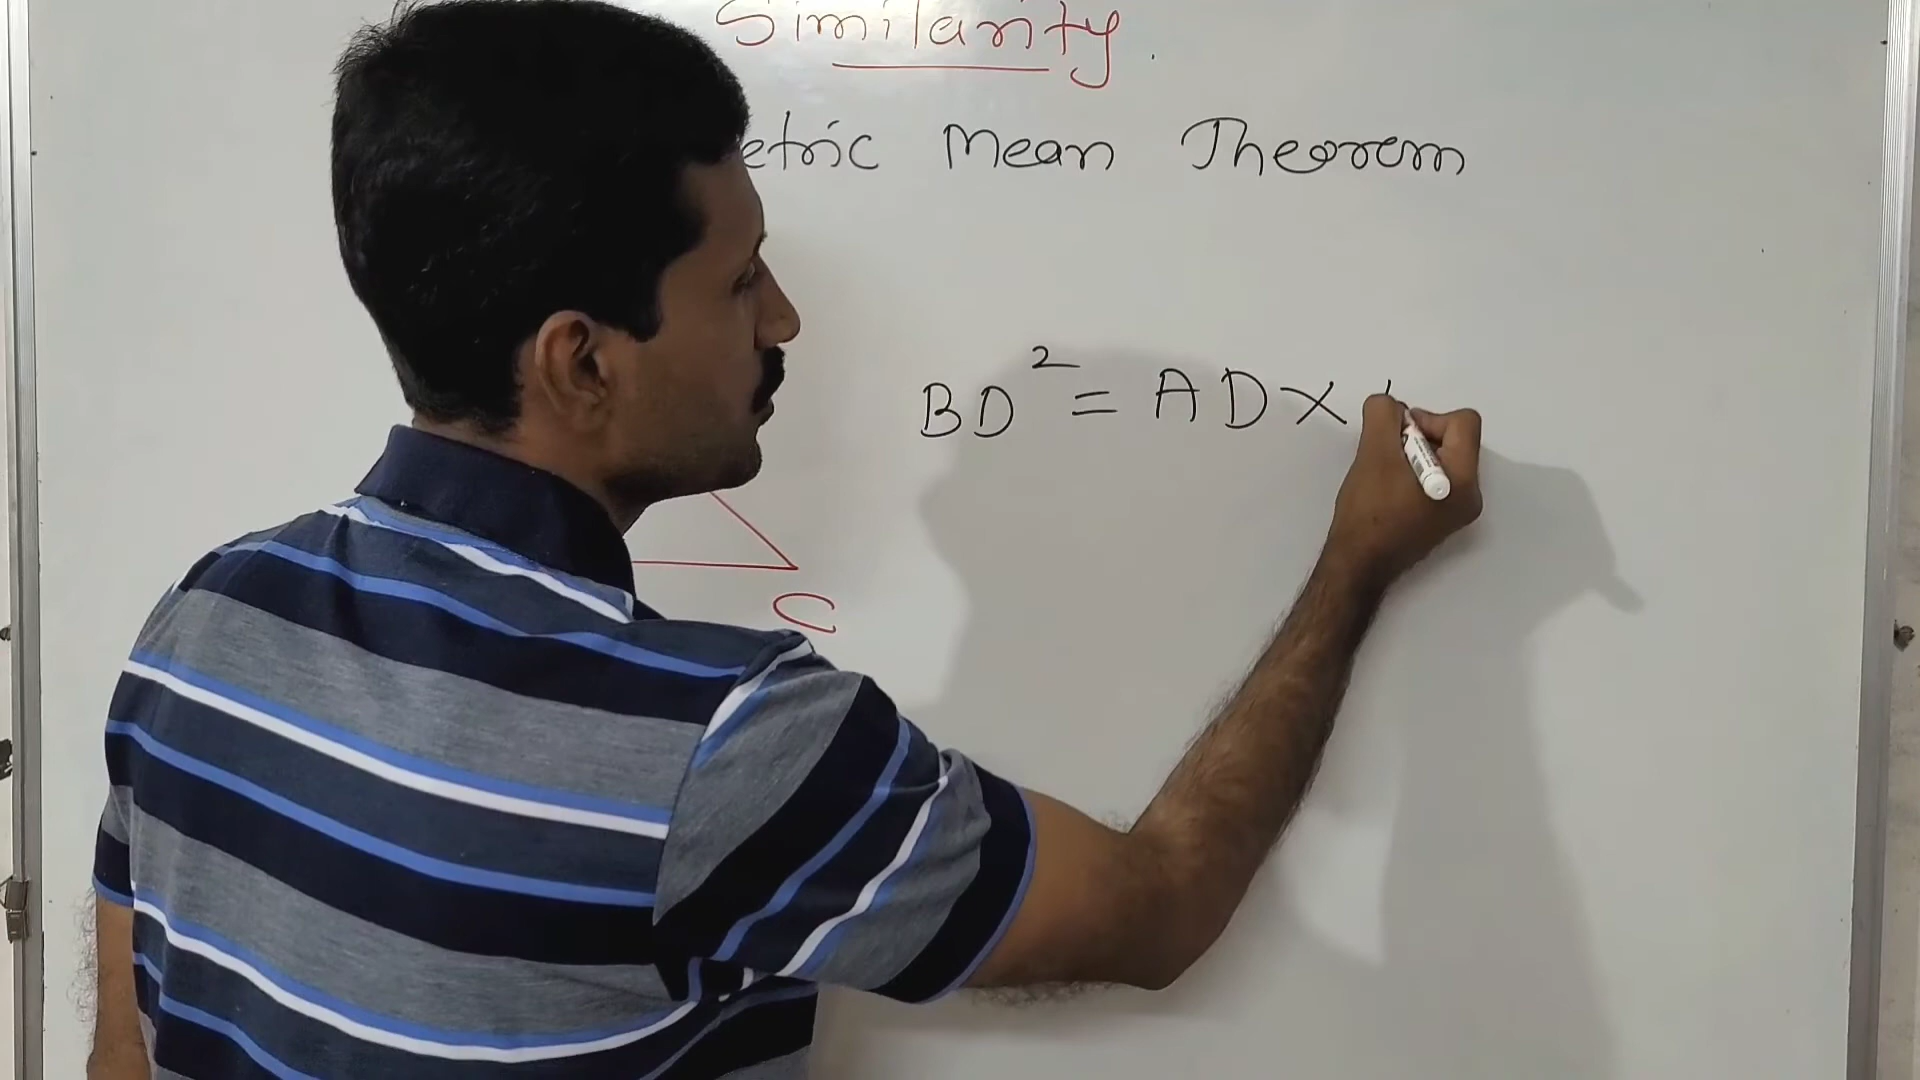 Similarity
etric Mean Theorem
BD² = AD×
C